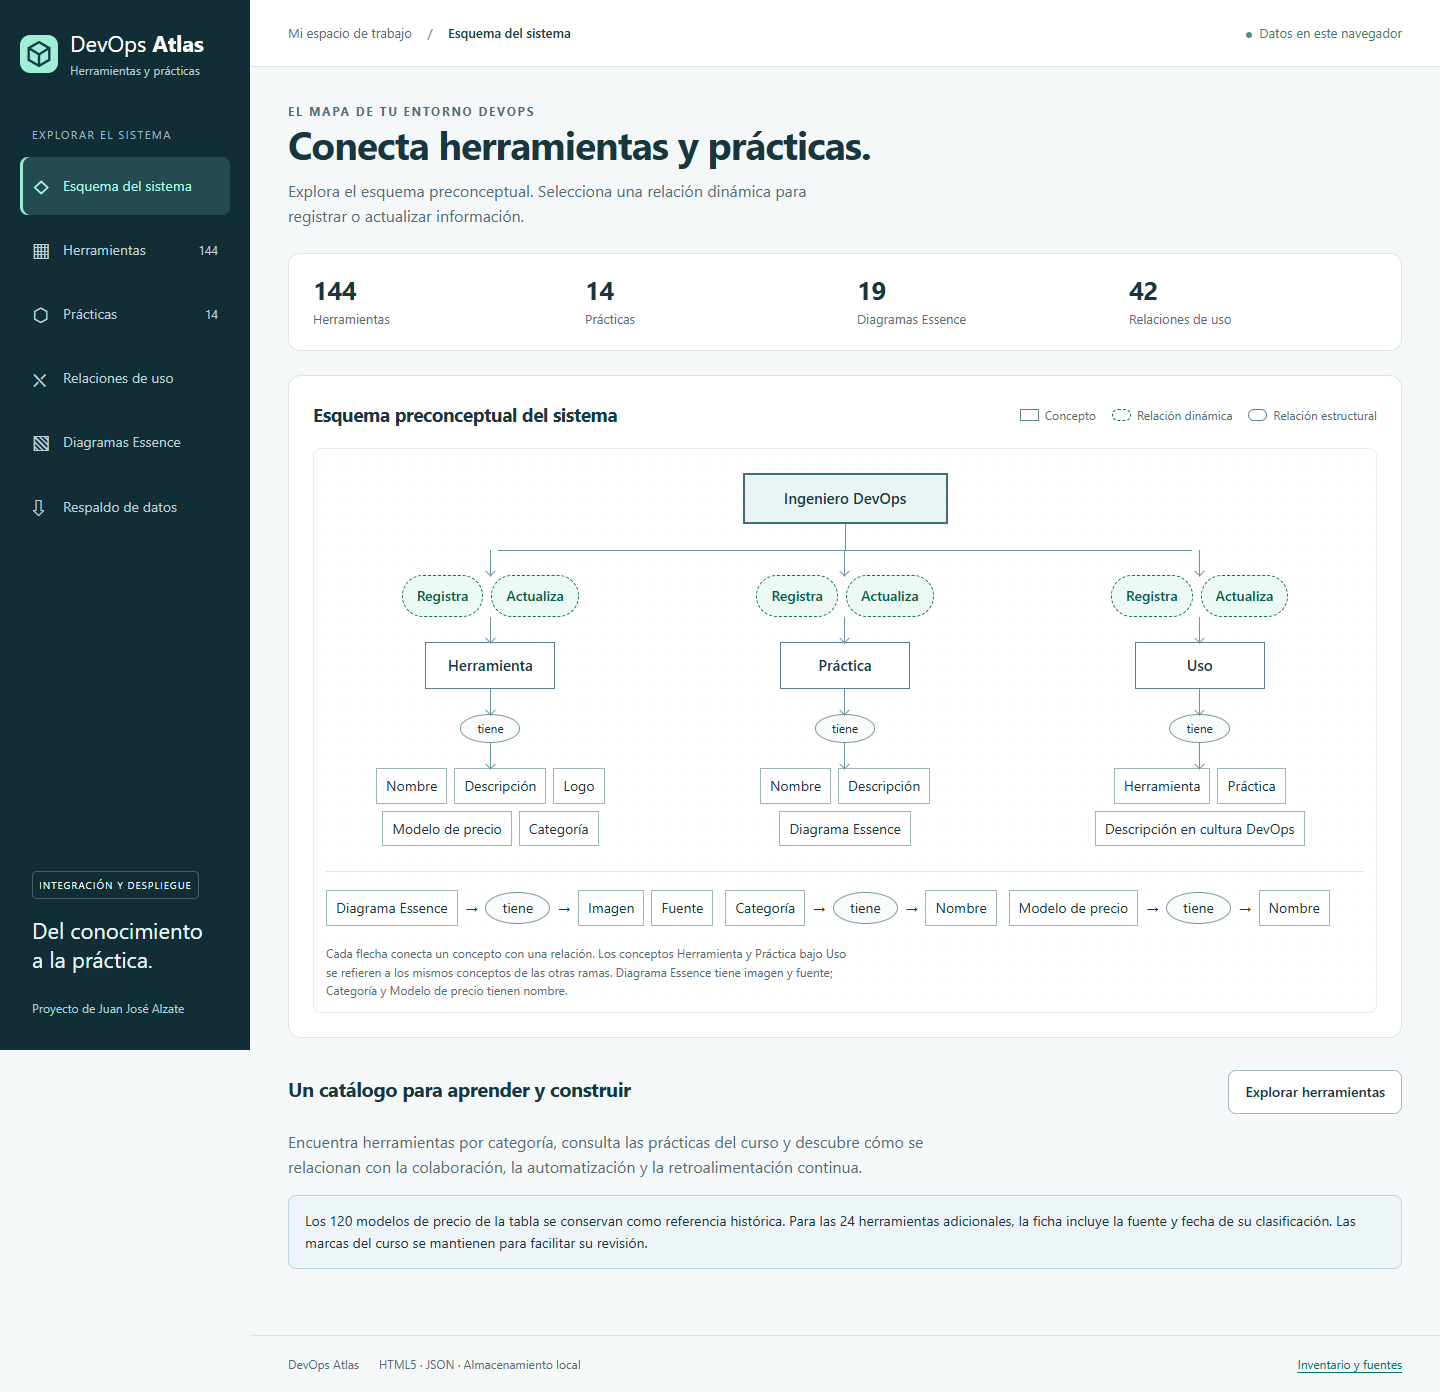 DevOps Atlas
Herramientas y prácticas
EXPLORAR EL SISTEMA
Esquema del sistema
Herramientas 144
Prácticas 14
Relaciones de uso
Diagramas Essence
Respaldo de datos
INTEGRACIÓN Y DESPLIEGUE
Del conocimiento
a la práctica.
Proyecto de Juan José Alzate
Mi espacio de trabajo / Esquema del sistema
Datos en este navegador
EL MAPA DE TU ENTORNO DEVOPS
Conecta herramientas y prácticas.
Explora el esquema preconceptual. Selecciona una relación dinámica para
registrar o actualizar información.
144 14 19 42
Herramientas Prácticas Diagramas Essence Relaciones de uso
Esquema preconceptual del sistema
Concepto Relación dinámica Relación estructural
Ingeniero DevOps
Registra Actualiza Registra Actualiza Registra Actualiza
Herramienta Práctica Uso
tiene tiene tiene
Nombre Descripción Logo Nombre Descripción Herramienta Práctica
Modelo de precio Categoría Diagrama Essence Descripción en cultura DevOps
Diagrama Essence → tiene → Imagen Fuente Categoría → tiene → Nombre Modelo de precio → tiene → Nombre
Cada flecha conecta un concepto con una relación. Los conceptos Herramienta y Práctica bajo Uso
se refieren a los mismos conceptos de las otras ramas. Diagrama Essence tiene imagen y fuente;
Categoría y Modelo de precio tienen nombre.
Un catálogo para aprender y construir
Explorar herramientas
Encuentra herramientas por categoría, consulta las prácticas del curso y descubre cómo se
relacionan con la colaboración, la automatización y la retroalimentación continua.
Los 120 modelos de precio de la tabla se conservan como referencia histórica. Para las 24 herramientas adicionales, la ficha incluye la fuente y fecha de su clasificación. Las
marcas del curso se mantienen para facilitar su revisión.
DevOps Atlas HTML5 · JSON · Almacenamiento local
Inventario y fuentes